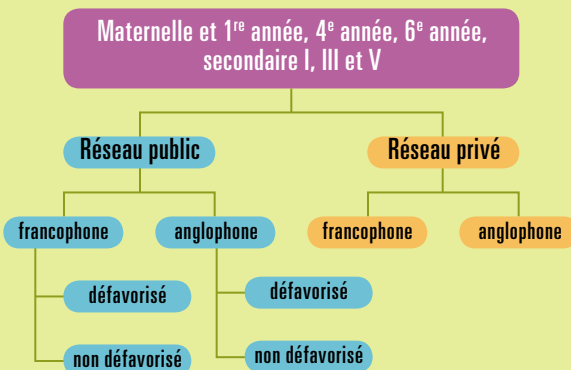 Maternelle et 1re année, 4e année, 6e année,
secondaire I, III et V
Réseau public
Réseau privé
francophone
anglophone
francophone
anglophone
défavorisé
défavorisé
non défavorisé
non défavorisé